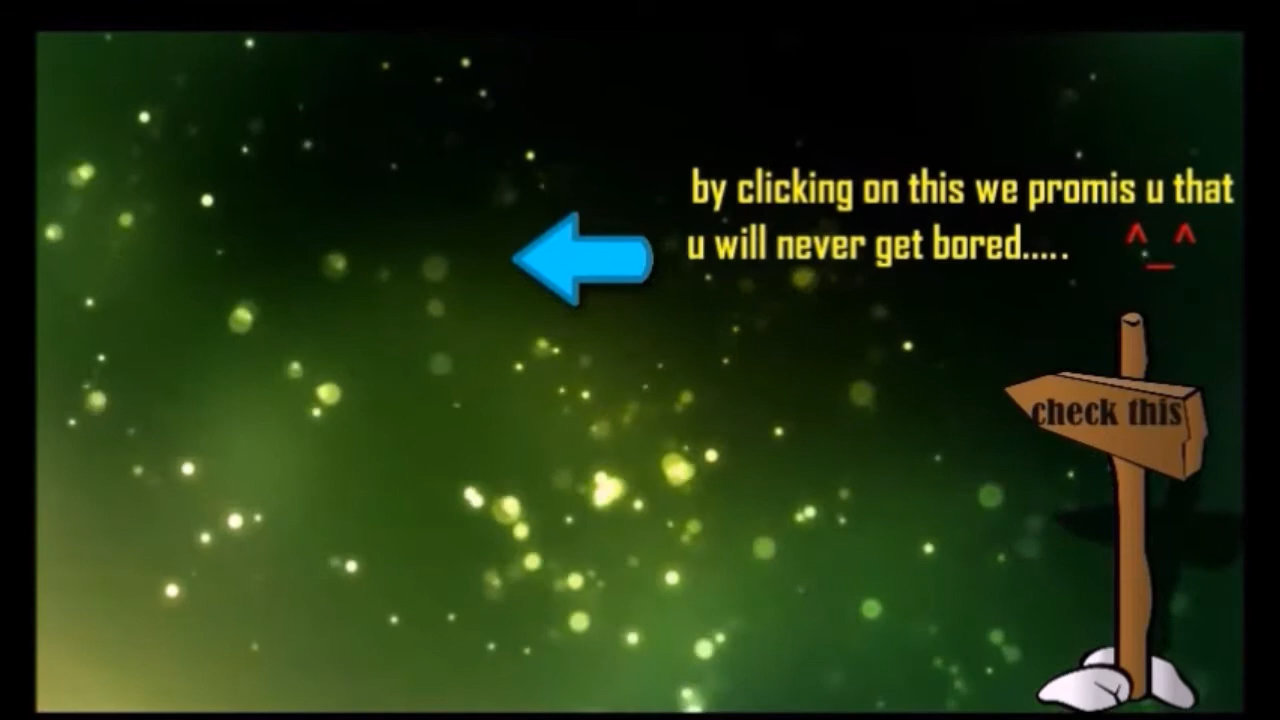 by clicking on this we promis u that
u will never get bored.....
^_^
check this